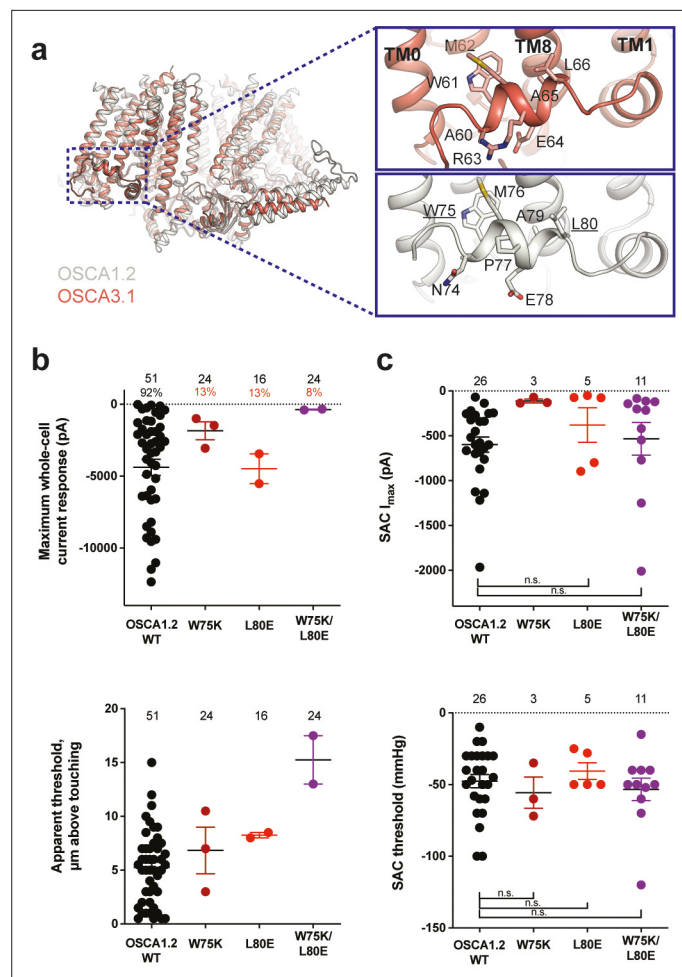 a
TM0
M62
TM8
TM1
L66
W61
A65
A60
E64
R63
M76
W75
A79
L80
P77
N74
E78
OSCA1.2
OSCA3.1
b
51 24 16 24
92% 13% 13% 8%
Maximum whole-cell
current response (pA)
0
-5000
-10000
OSCA1.2
WT
W75K
L80E
W75K/
L80E
c
26 3 5 11
SAC Imax (pA)
0
-500
-1000
-1500
-2000
n.s.
n.s.
OSCA1.2
WT
W75K
L80E
W75K/
L80E
51 24 16 24
Apparent threshold,
µm above touching
20
15
10
5
0
OSCA1.2
WT
W75K
L80E
W75K/
L80E
26 3 5 11
SAC threshold (mmHg)
0
-50
-100
-150
n.s.
n.s.
n.s.
OSCA1.2
WT
W75K
L80E
W75K/
L80E